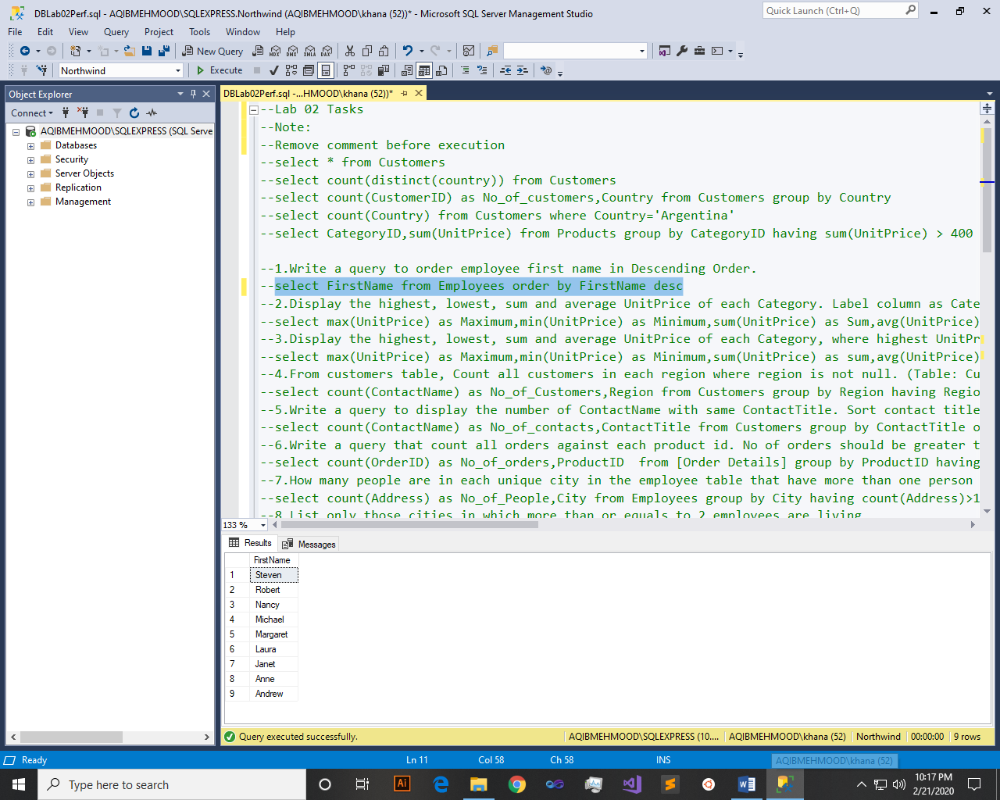 DBLab02Perf.sql - AQIBMEHMOOD\SQLEXPRESS.Northwind (AQIBMEHMOOD\khana (52))* - Microsoft SQL Server Management Studio
Quick Launch (Ctrl+Q)
File Edit View Query Project Tools Window Help
New Query
MDX DMX XMLA DAX
Northwind
Execute
Object Explorer
DBLab02Perf.sql -...HMOOD\khana (52))*
Connect
AQIBMEHMOOD\SQLEXPRESS (SQL Serve
Databases
Security
Server Objects
Replication
Management
--Lab 02 Tasks
--Note:
--Remove comment before execution
--select * from Customers
--select count(distinct(country)) from Customers
--select count(CustomerID) as No_of_customers,Country from Customers group by Country
--select count(Country) from Customers where Country='Argentina'
--select CategoryID,sum(UnitPrice) from Products group by CategoryID having sum(UnitPrice) > 400
--1.Write a query to order employee first name in Descending Order.
--select FirstName from Employees order by FirstName desc
--2.Display the highest, lowest, sum and average UnitPrice of each Category. Label column as Cate
--select max(UnitPrice) as Maximum,min(UnitPrice) as Minimum,sum(UnitPrice) as Sum,avg(UnitPrice)
--3.Display the highest, lowest, sum and average UnitPrice of each Category, where highest UnitPr
--select max(UnitPrice) as Maximum,min(UnitPrice) as Minimum,sum(UnitPrice) as sum,avg(UnitPrice)
--4.From customers table, Count all customers in each region where region is not null. (Table: Cu
--select count(ContactName) as No_of_Customers,Region from Customers group by Region having Regio
--5.Write a query to display the number of ContactName with same ContactTitle. Sort contact title
--select count(ContactName) as No_of_contacts,ContactTitle from Customers group by ContactTitle o
--6.Write a query that count all orders against each product id. No of orders should be greater t
--select count(OrderID) as No_of_orders,ProductID  from [Order Details] group by ProductID having
--7.How many people are in each unique city in the employee table that have more than one person
--select count(Address) as No_of_People,City from Employees group by City having count(Address)>1
--8.List only those cities in which more than or equals to 2 employees are living
133 %
Results Messages
FirstName
1 Steven
2 Robert
3 Nancy
4 Michael
5 Margaret
6 Laura
7 Janet
8 Anne
9 Andrew
Query executed successfully.
AQIBMEHMOOD\SQLEXPRESS (10.... AQIBMEHMOOD\khana (52) Northwind 00:00:00 9 rows
Ready Ln 11 Col 58 Ch 58 INS
AQIBMEHMOOD\khana (52)
Type here to search
Ai
10:17 PM
2/21/2020